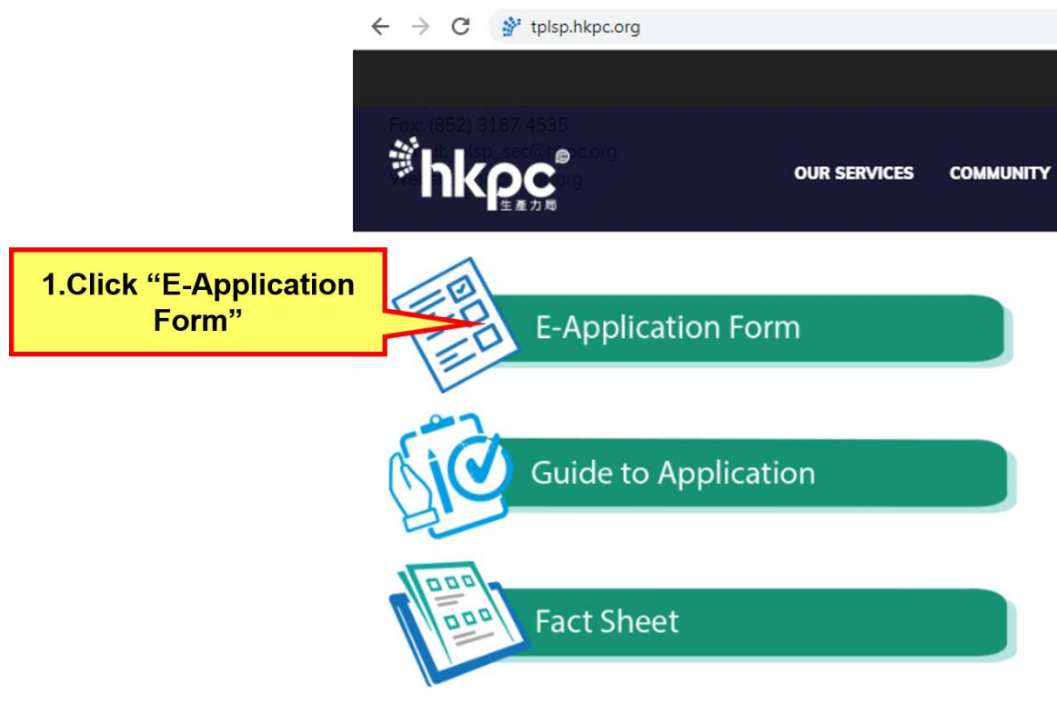 tplsp.hkpc.org
Fax: (852) 3187 4535
hkpc
生產力局
OUR SERVICES COMMUNITY
1.Click “E-Application
Form”
E-Application Form
Guide to Application
Fact Sheet